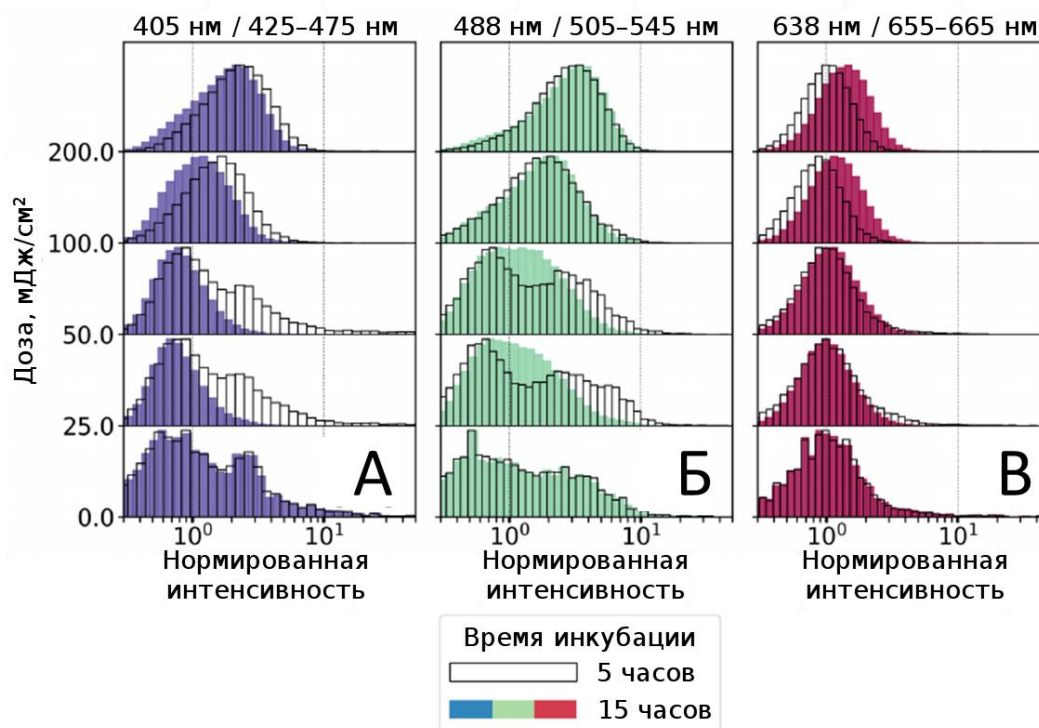 405 нм / 425–475 нм
488 нм / 505–545 нм
638 нм / 655–665 нм
Доза, мДж/см²
200.0
100.0
50.0
25.0
0.0
А
Б
В
10⁰ 10¹
10⁰ 10¹
10⁰ 10¹
Нормированная
интенсивность
Нормированная
интенсивность
Нормированная
интенсивность
Время инкубации
5 часов
15 часов